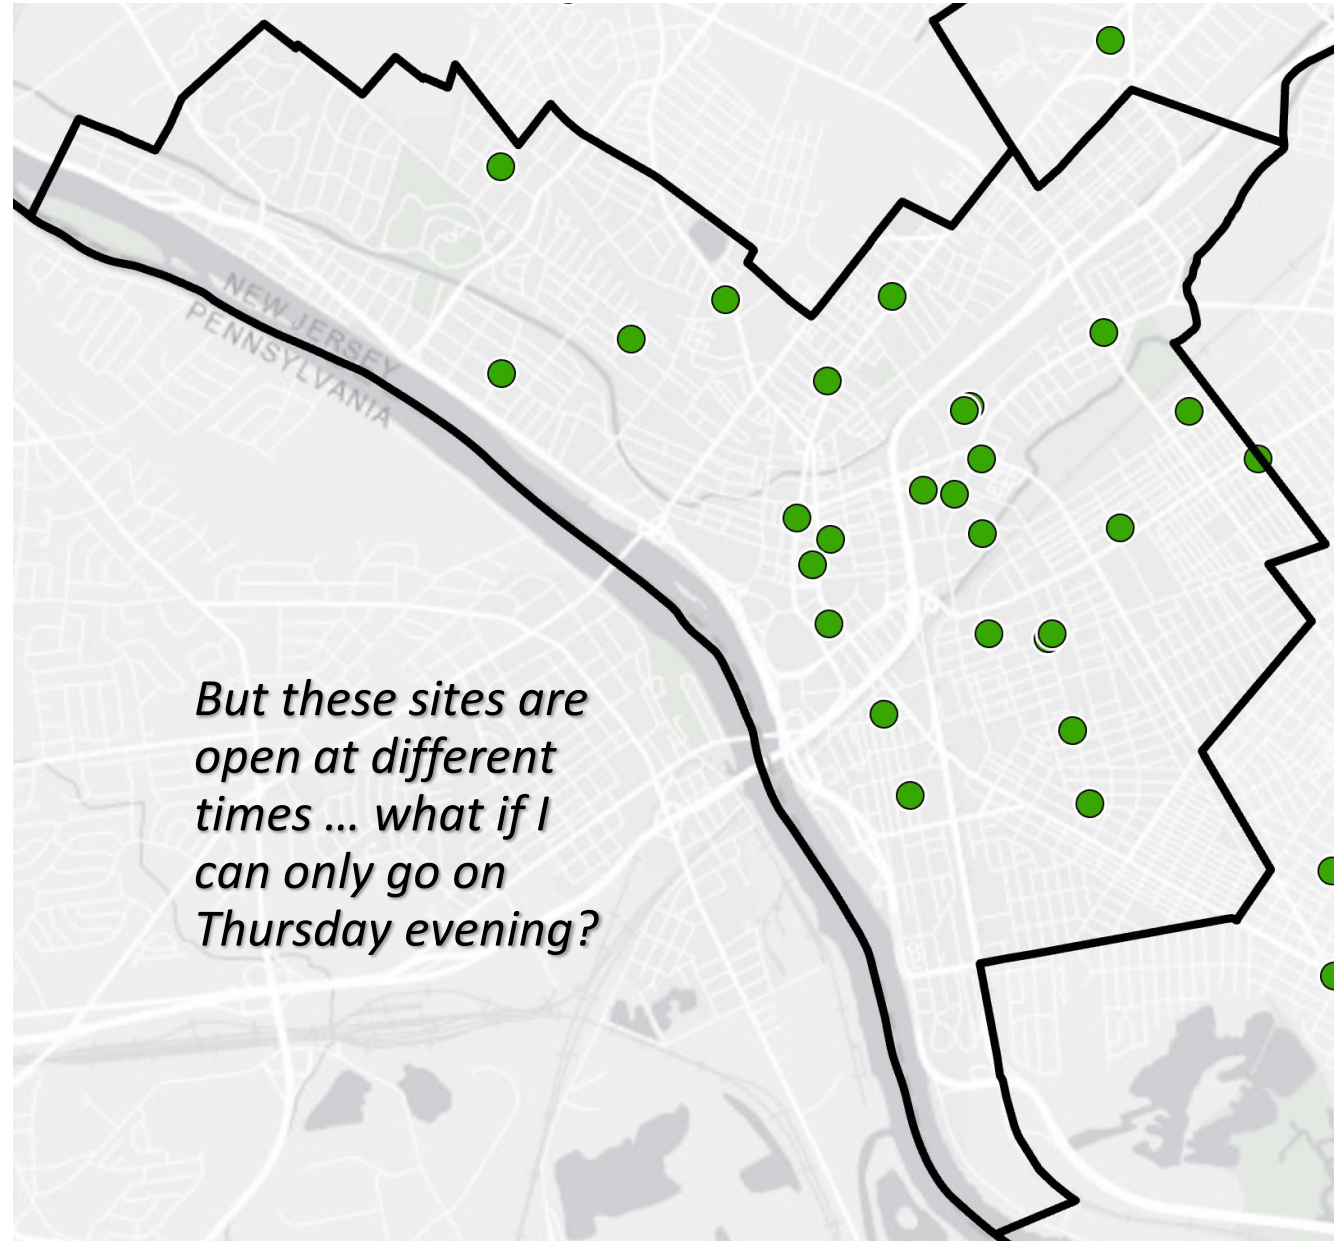 NEW JERSEY
PENNSYLVANIA
But these sites are
open at different
times ... what if I
can only go on
Thursday evening?